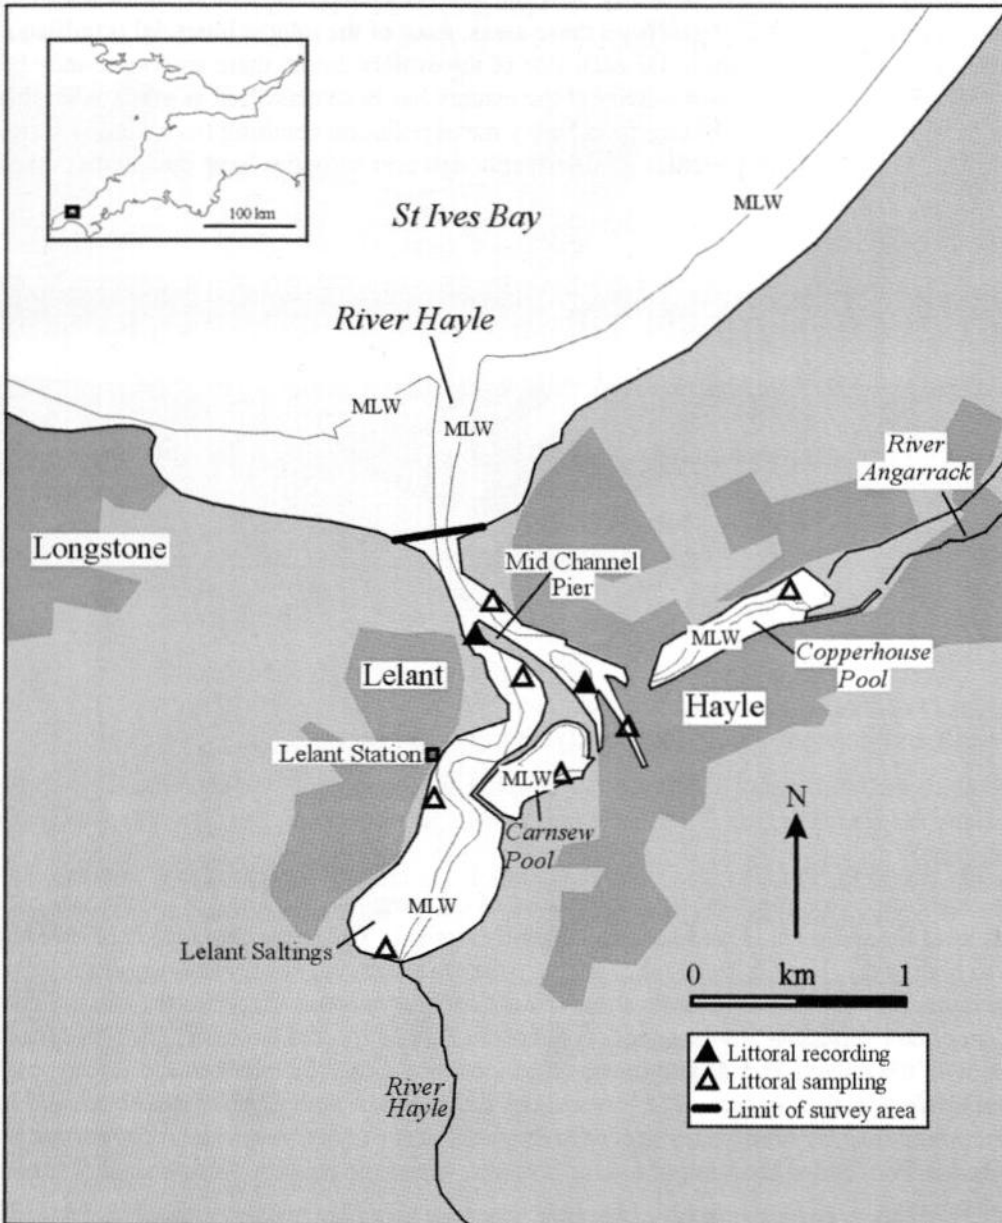 100 km
St Ives Bay
MLW
River Hayle
MLW
MLW
River
Angarrack
Longstone
Mid Channel
Pier
MLW
Copperhouse
Pool
Lelant
Hayle
Lelant Station
MLW
Carnsew
Pool
N
MLW
Lelant Saltings
0 km 1
River
Hayle
Littoral recording
Littoral sampling
Limit of survey area